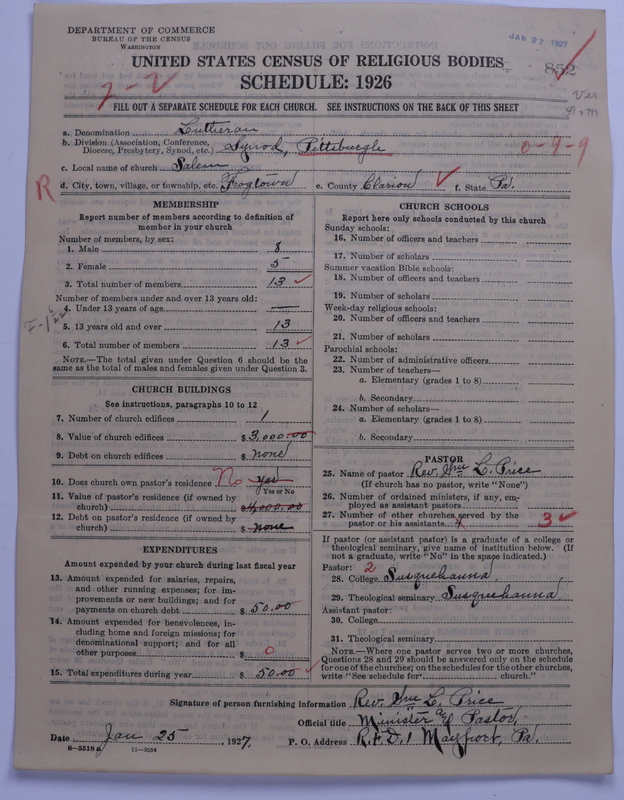 DEPARTMENT OF COMMERCE
BUREAU OF THE CENSUS
WASHINGTON
JAN 27 1927
UNITED STATES CENSUS OF RELIGIOUS BODIES
852
SCHEDULE: 1926
7-2
Ver
FILL OUT A SEPARATE SCHEDULE FOR EACH CHURCH. SEE INSTRUCTIONS ON THE BACK OF THIS SHEET
a. Denomination Lutheran
b. Division (Association, Conference, Diocese, Presbytery, Synod, etc.) Synod, Pittsburgh
0-9-9
c. Local name of church Salem
R
d. City, town, village, or township, etc. Frogtown e. County Clarion f. State Pa.
MEMBERSHIP
Report number of members according to definition of
member in your church
Number of members, by sex:
1. Male 8
2. Female 5
3. Total number of members 13
Number of members under and over 13 years old:
4. Under 13 years of age —
5. 13 years old and over 13
6. Total number of members 13
NOTE.—The total given under Question 6 should be the
same as the total of males and females given under Question 3.
CHURCH BUILDINGS
See instructions, paragraphs 10 to 12
7. Number of church edifices 1
8. Value of church edifices $3,000.00
9. Debt on church edifices $ none
10. Does church own pastor's residence No yes
Yes or No
11. Value of pastor's residence (if owned by
church) $4,000.00
12. Debt on pastor's residence (if owned by
church) $ none
EXPENDITURES
Amount expended by your church during last fiscal year
13. Amount expended for salaries, repairs,
and other running expenses; for im-
provements or new buildings; and for
payments on church debt $ 50.00
14. Amount expended for benevolences, in-
cluding home and foreign missions; for
denominational support; and for all
other purposes $ 0
15. Total expenditures during year $ 50.00
CHURCH SCHOOLS
Report here only schools conducted by this church
Sunday schools:
16. Number of officers and teachers
17. Number of scholars
Summer vacation Bible schools:
18. Number of officers and teachers
19. Number of scholars
Week-day religious schools:
20. Number of officers and teachers
21. Number of scholars
Parochial schools:
22. Number of administrative officers
23. Number of teachers—
a. Elementary (grades 1 to 8)
b. Secondary
24. Number of scholars—
a. Elementary (grades 1 to 8)
b. Secondary
PASTOR
25. Name of pastor Rev. Wm L. Price
(If church has no pastor, write "None")
26. Number of ordained ministers, if any, em-
ployed as assistant pastors
27. Number of other churches served by the
pastor or his assistants 4 3
If pastor (or assistant pastor) is a graduate of a college or
theological seminary, give name of institution below. (If
not a graduate, write "No" in the space indicated.)
Pastor: 2
28. College Susquehanna
29. Theological seminary Susquehanna
Assistant pastor:
30. College
31. Theological seminary
NOTE.—Where one pastor serves two or more churches,
Questions 28 and 29 should be answered only on the schedule
for one of the churches; on schedules for the other churches,
write "See schedule for church."
Signature of person furnishing information Rev. Wm L. Price
Official title Minister & Pastor,
Date Jan 25, 1927. P. O. Address R.F.D. 1 Mayport, Pa.
8-5518 a 11-9054